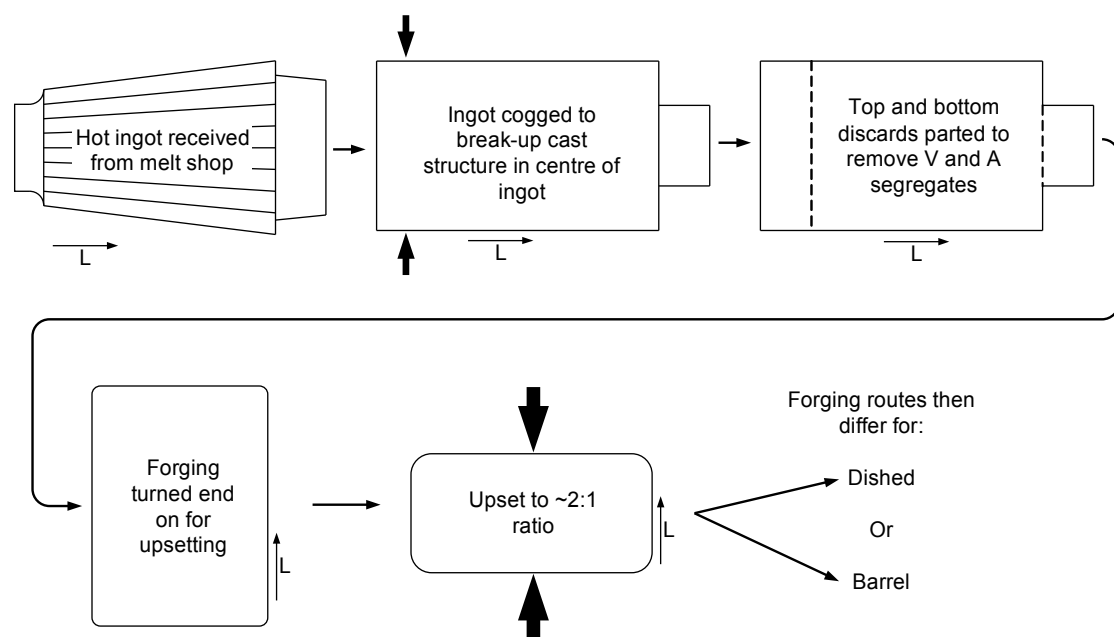 Hot ingot received
from melt shop
L
Ingot cogged to
break-up cast
structure in centre of
ingot
L
Top and bottom
discards parted to
remove V and A
segregates
L
Forging
turned end
on for
upsetting
L
Upset to ~2:1
ratio
L
Forging routes then
differ for:
Dished
Or
Barrel